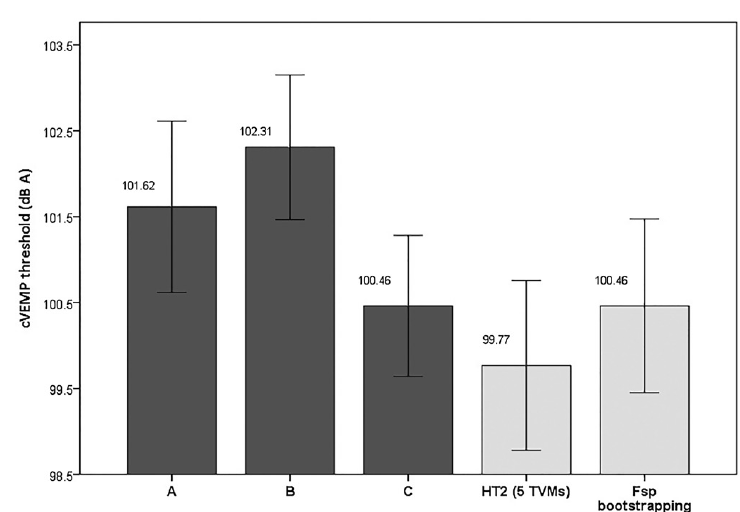 cVEMP threshold (dB A)
103.5
102.5
101.5
100.5
99.5
98.5
101.62
102.31
100.46
99.77
100.46
A
B
C
HT2 (5 TVMs)
Fsp
bootstrapping